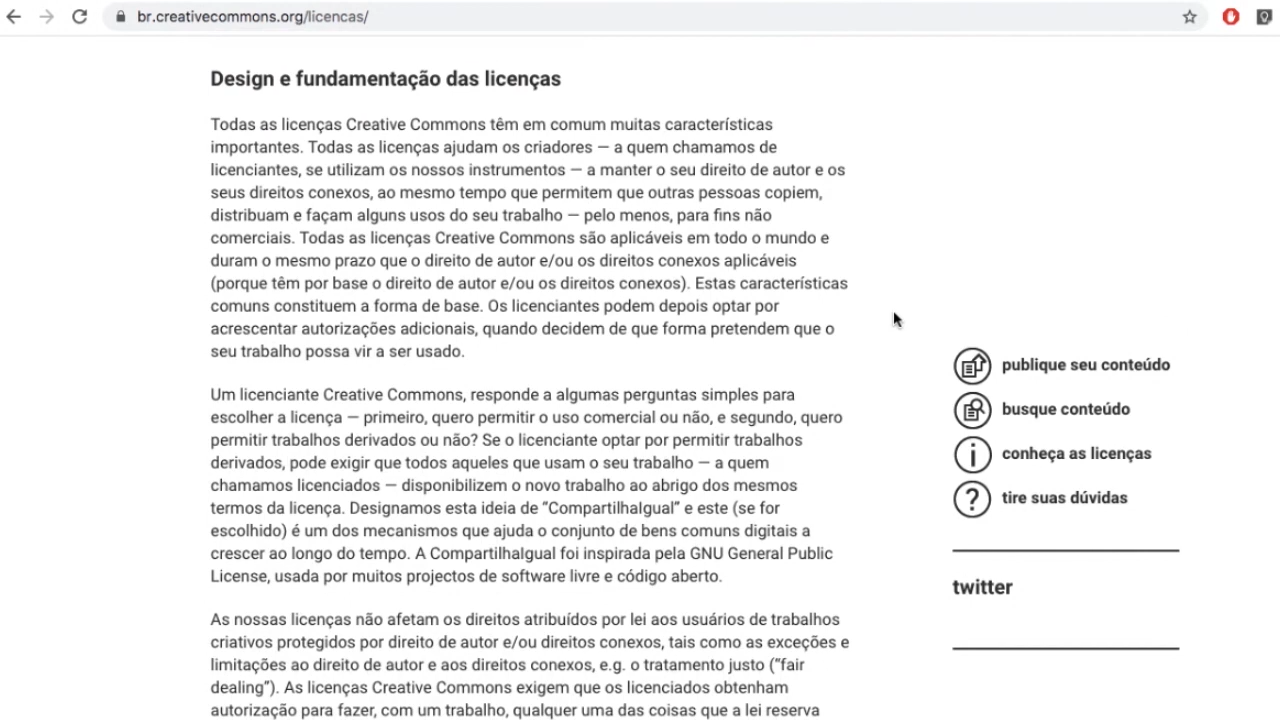 br.creativecommons.org/licencas/
Design e fundamentação das licenças
Todas as licenças Creative Commons têm em comum muitas características
importantes. Todas as licenças ajudam os criadores — a quem chamamos de
licenciantes, se utilizam os nossos instrumentos — a manter o seu direito de autor e os
seus direitos conexos, ao mesmo tempo que permitem que outras pessoas copiem,
distribuam e façam alguns usos do seu trabalho — pelo menos, para fins não
comerciais. Todas as licenças Creative Commons são aplicáveis em todo o mundo e
duram o mesmo prazo que o direito de autor e/ou os direitos conexos aplicáveis
(porque têm por base o direito de autor e/ou os direitos conexos). Estas características
comuns constituem a forma de base. Os licenciantes podem depois optar por
acrescentar autorizações adicionais, quando decidem de que forma pretendem que o
seu trabalho possa vir a ser usado.
Um licenciante Creative Commons, responde a algumas perguntas simples para
escolher a licença — primeiro, quero permitir o uso comercial ou não, e segundo, quero
permitir trabalhos derivados ou não? Se o licenciante optar por permitir trabalhos
derivados, pode exigir que todos aqueles que usam o seu trabalho — a quem
chamamos licenciados — disponibilizem o novo trabalho ao abrigo dos mesmos
termos da licença. Designamos esta ideia de “CompartilhaIgual” e este (se for
escolhido) é um dos mecanismos que ajuda o conjunto de bens comuns digitais a
crescer ao longo do tempo. A CompartilhaIgual foi inspirada pela GNU General Public
License, usada por muitos projectos de software livre e código aberto.
As nossas licenças não afetam os direitos atribuídos por lei aos usuários de trabalhos
criativos protegidos por direito de autor e/ou direitos conexos, tais como as exceções e
limitações ao direito de autor e aos direitos conexos, e.g. o tratamento justo (“fair
dealing”). As licenças Creative Commons exigem que os licenciados obtenham
autorização para fazer, com um trabalho, qualquer uma das coisas que a lei reserva
publique seu conteúdo
busque conteúdo
conheça as licenças
tire suas dúvidas
twitter